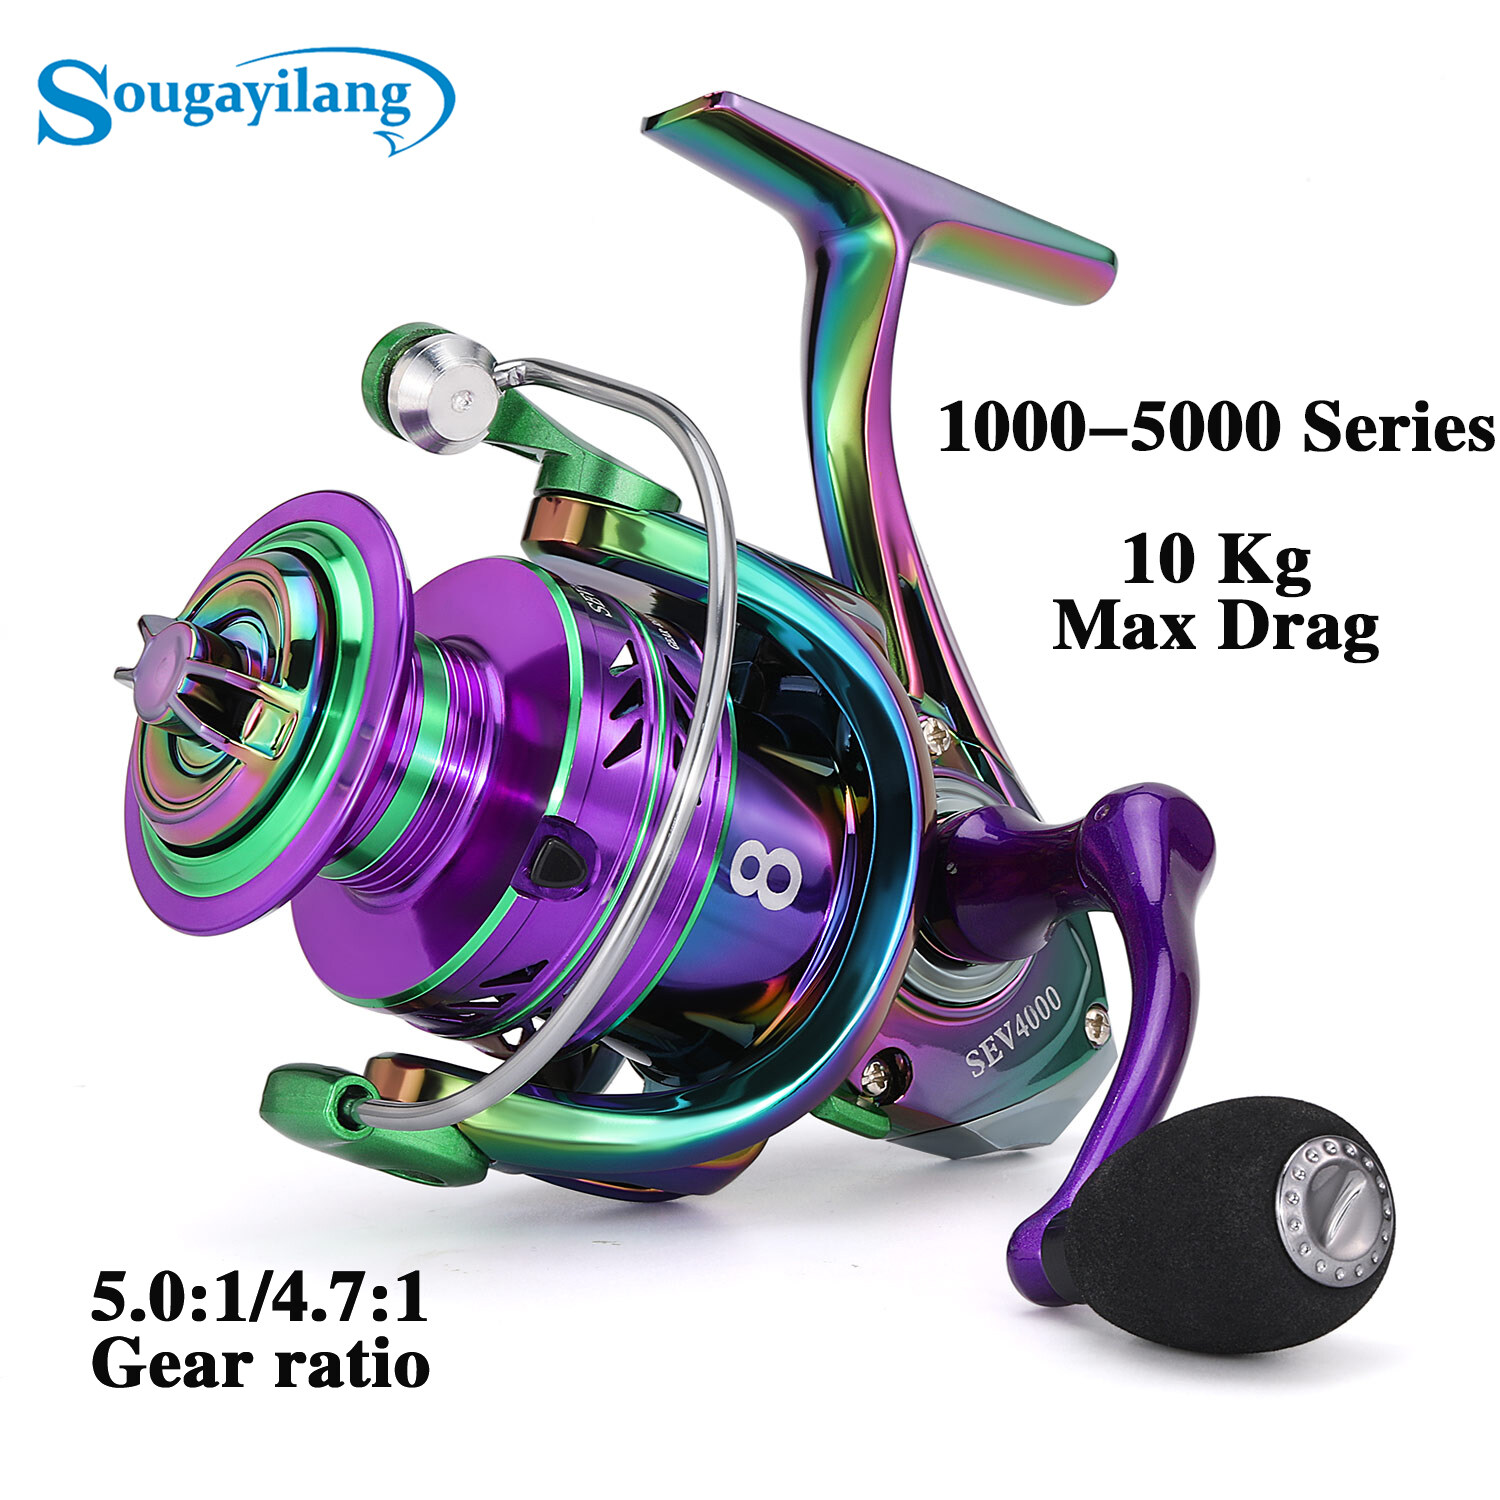 Sougayilang
1000-5000 Series
10 Kg
Max Drag
8
SEV4000
5.0:1/4.7:1
Gear ratio